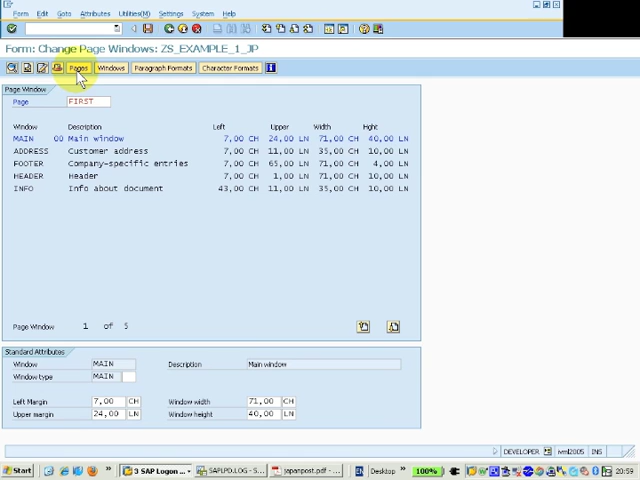 Form Edit Goto Attributes Utilities(M) Settings System Help
Form: Change Page Windows: ZS_EXAMPLE_1_JP
Pages Windows Paragraph Formats Character Formats
Page Window
Page FIRST
Window Description Left Upper Width Hght
MAIN 00 Main window 7,00 CH 24,00 LN 71,00 CH 40,00 LN
ADDRESS Customer address 7,00 CH 11,00 LN 35,00 CH 10,00 LN
FOOTER Company-specific entries 7,00 CH 65,00 LN 71,00 CH 4,00 LN
HEADER Header 7,00 CH 1,00 LN 71,00 CH 10,00 LN
INFO Info about document 43,00 CH 11,00 LN 35,00 CH 10,00 LN
Page Window 1 of 5
Standard Attributes
Window MAIN Description Main window
Window type MAIN
Left Margin 7,00 CH Window width 71,00 CH
Upper margin 24,00 LN Window height 40,00 LN
DEVELOPER iwml2005 INS
Start 3 SAP Logon ... SAPLPD.LOG - S... japanpost.pdf - ... EN Desktop » 100% 20:59